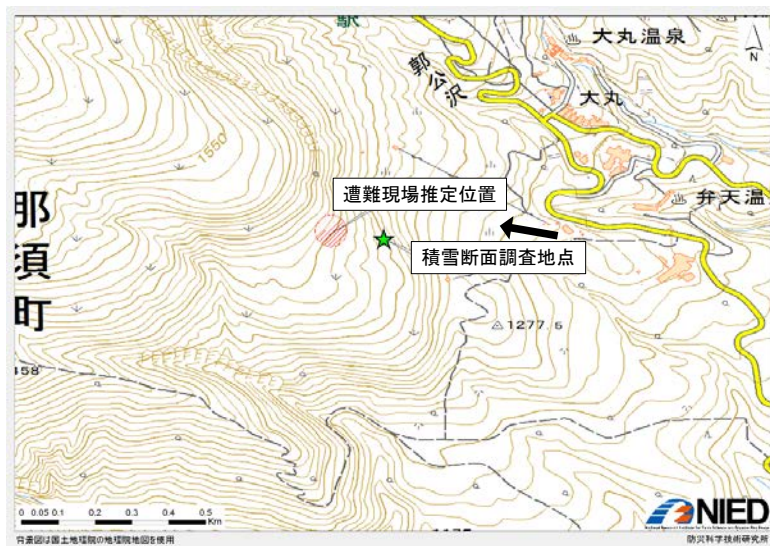 駅
大丸温泉
N
郭公沢
大丸
1550
遭難現場推定位置
弁天温
那須町
積雪断面調査地点
1277.5
458
0 0.05 0.1 0.2 0.3 0.4 0.5
Km
NIED
背景図は国土地理院の地理院地図を使用
防災科学技術研究所